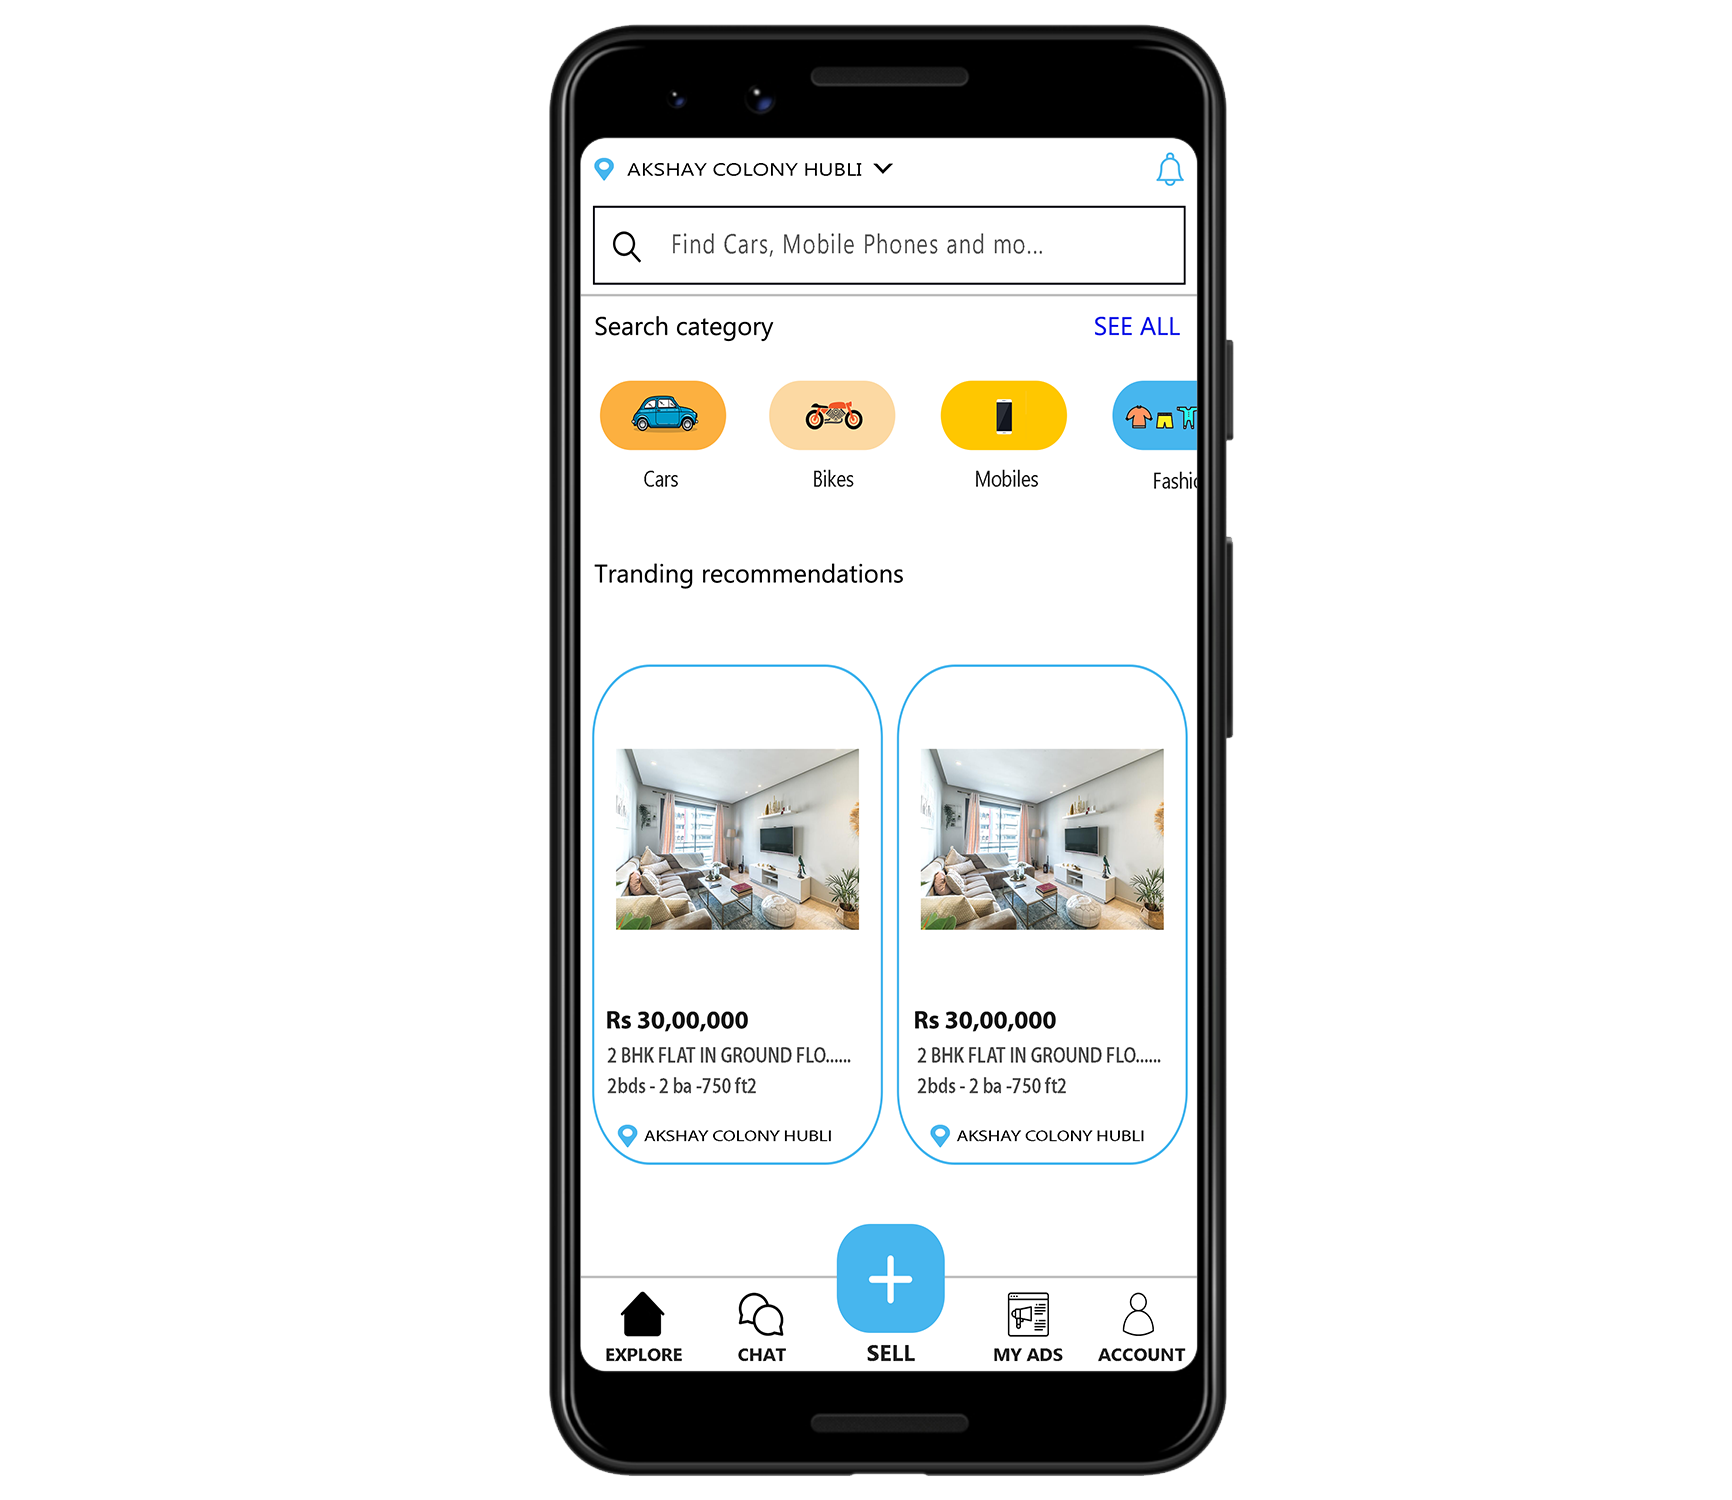 AKSHAY COLONY HUBLI
Find Cars, Mobile Phones and mo...
Search category
SEE ALL
Cars
Bikes
Mobiles
Fashio
Tranding recommendations
Rs 30,00,000
2 BHK FLAT IN GROUND FLO......
2bds - 2 ba -750 ft2
AKSHAY COLONY HUBLI
Rs 30,00,000
2 BHK FLAT IN GROUND FLO......
2bds - 2 ba -750 ft2
AKSHAY COLONY HUBLI
EXPLORE
CHAT
SELL
MY ADS
ACCOUNT